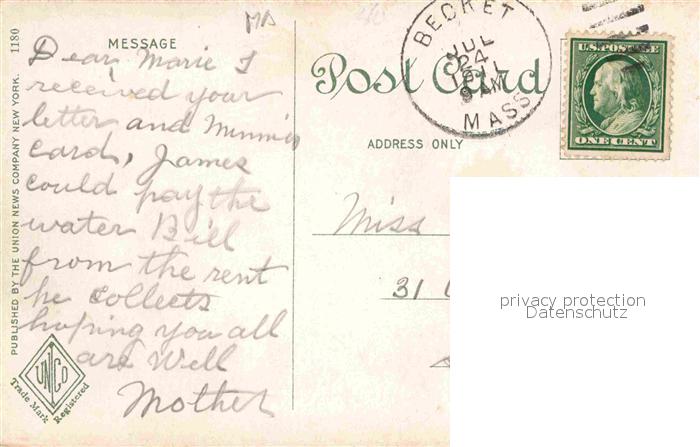 MA
1180
PUBLISHED BY THE UNION NEWS COMPANY NEW YORK.
MESSAGE
Dear Marie I
received your
letter and Minnie's
card, James
could pay the
water Bill
from the rent
he collects
hoping you all
are well
Mother
UNCO
Trade Mark Registered
Post Card
ADDRESS ONLY
BECKET
JUL
24
9 AM
MASS
U.S. POSTAGE
ONE CENT
Miss
31
privacy protection
Datenschutz